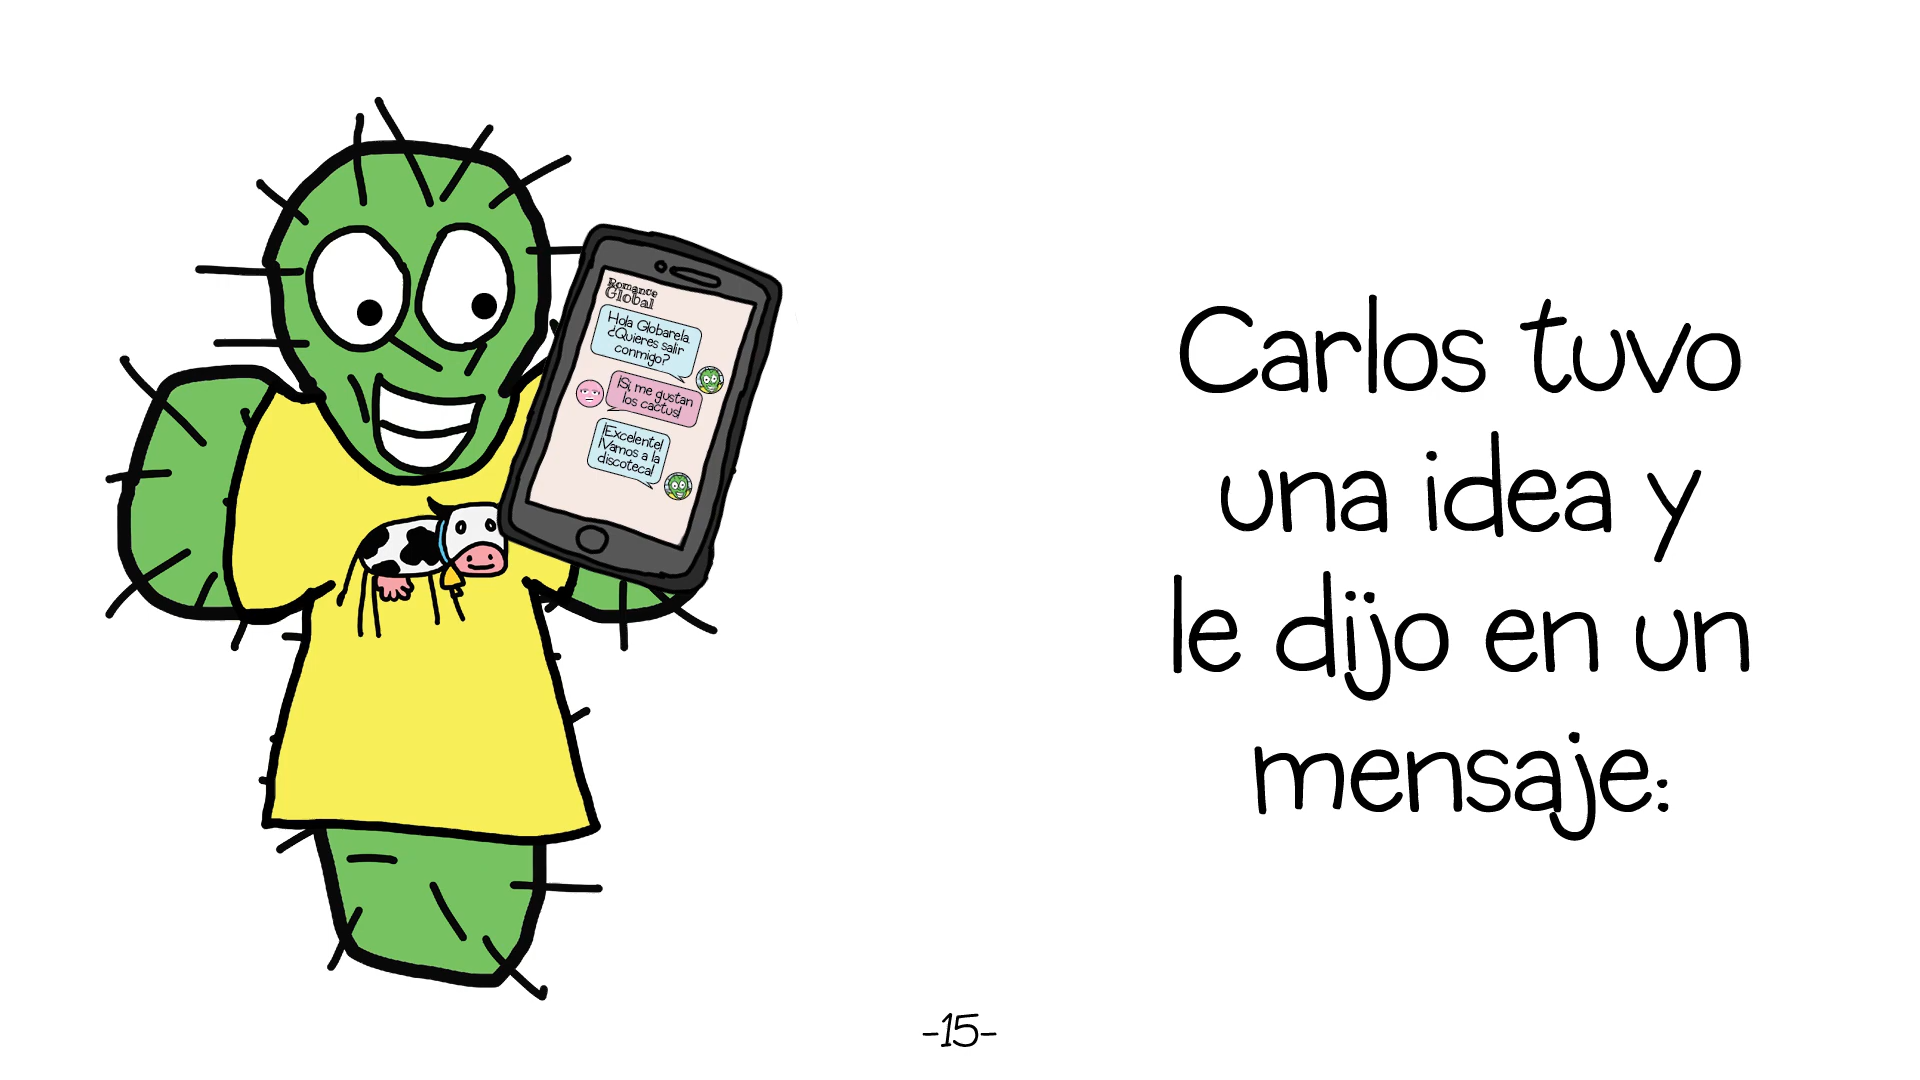 Romance
Global
Hola Globarela.
¿Quieres salir
conmigo?
¡Sí, me gustan
los cactus!
¡Excelente!
¡Vamos a la
discoteca!
Carlos tuvo
una idea y
le dijo en un
mensaje:
-15-